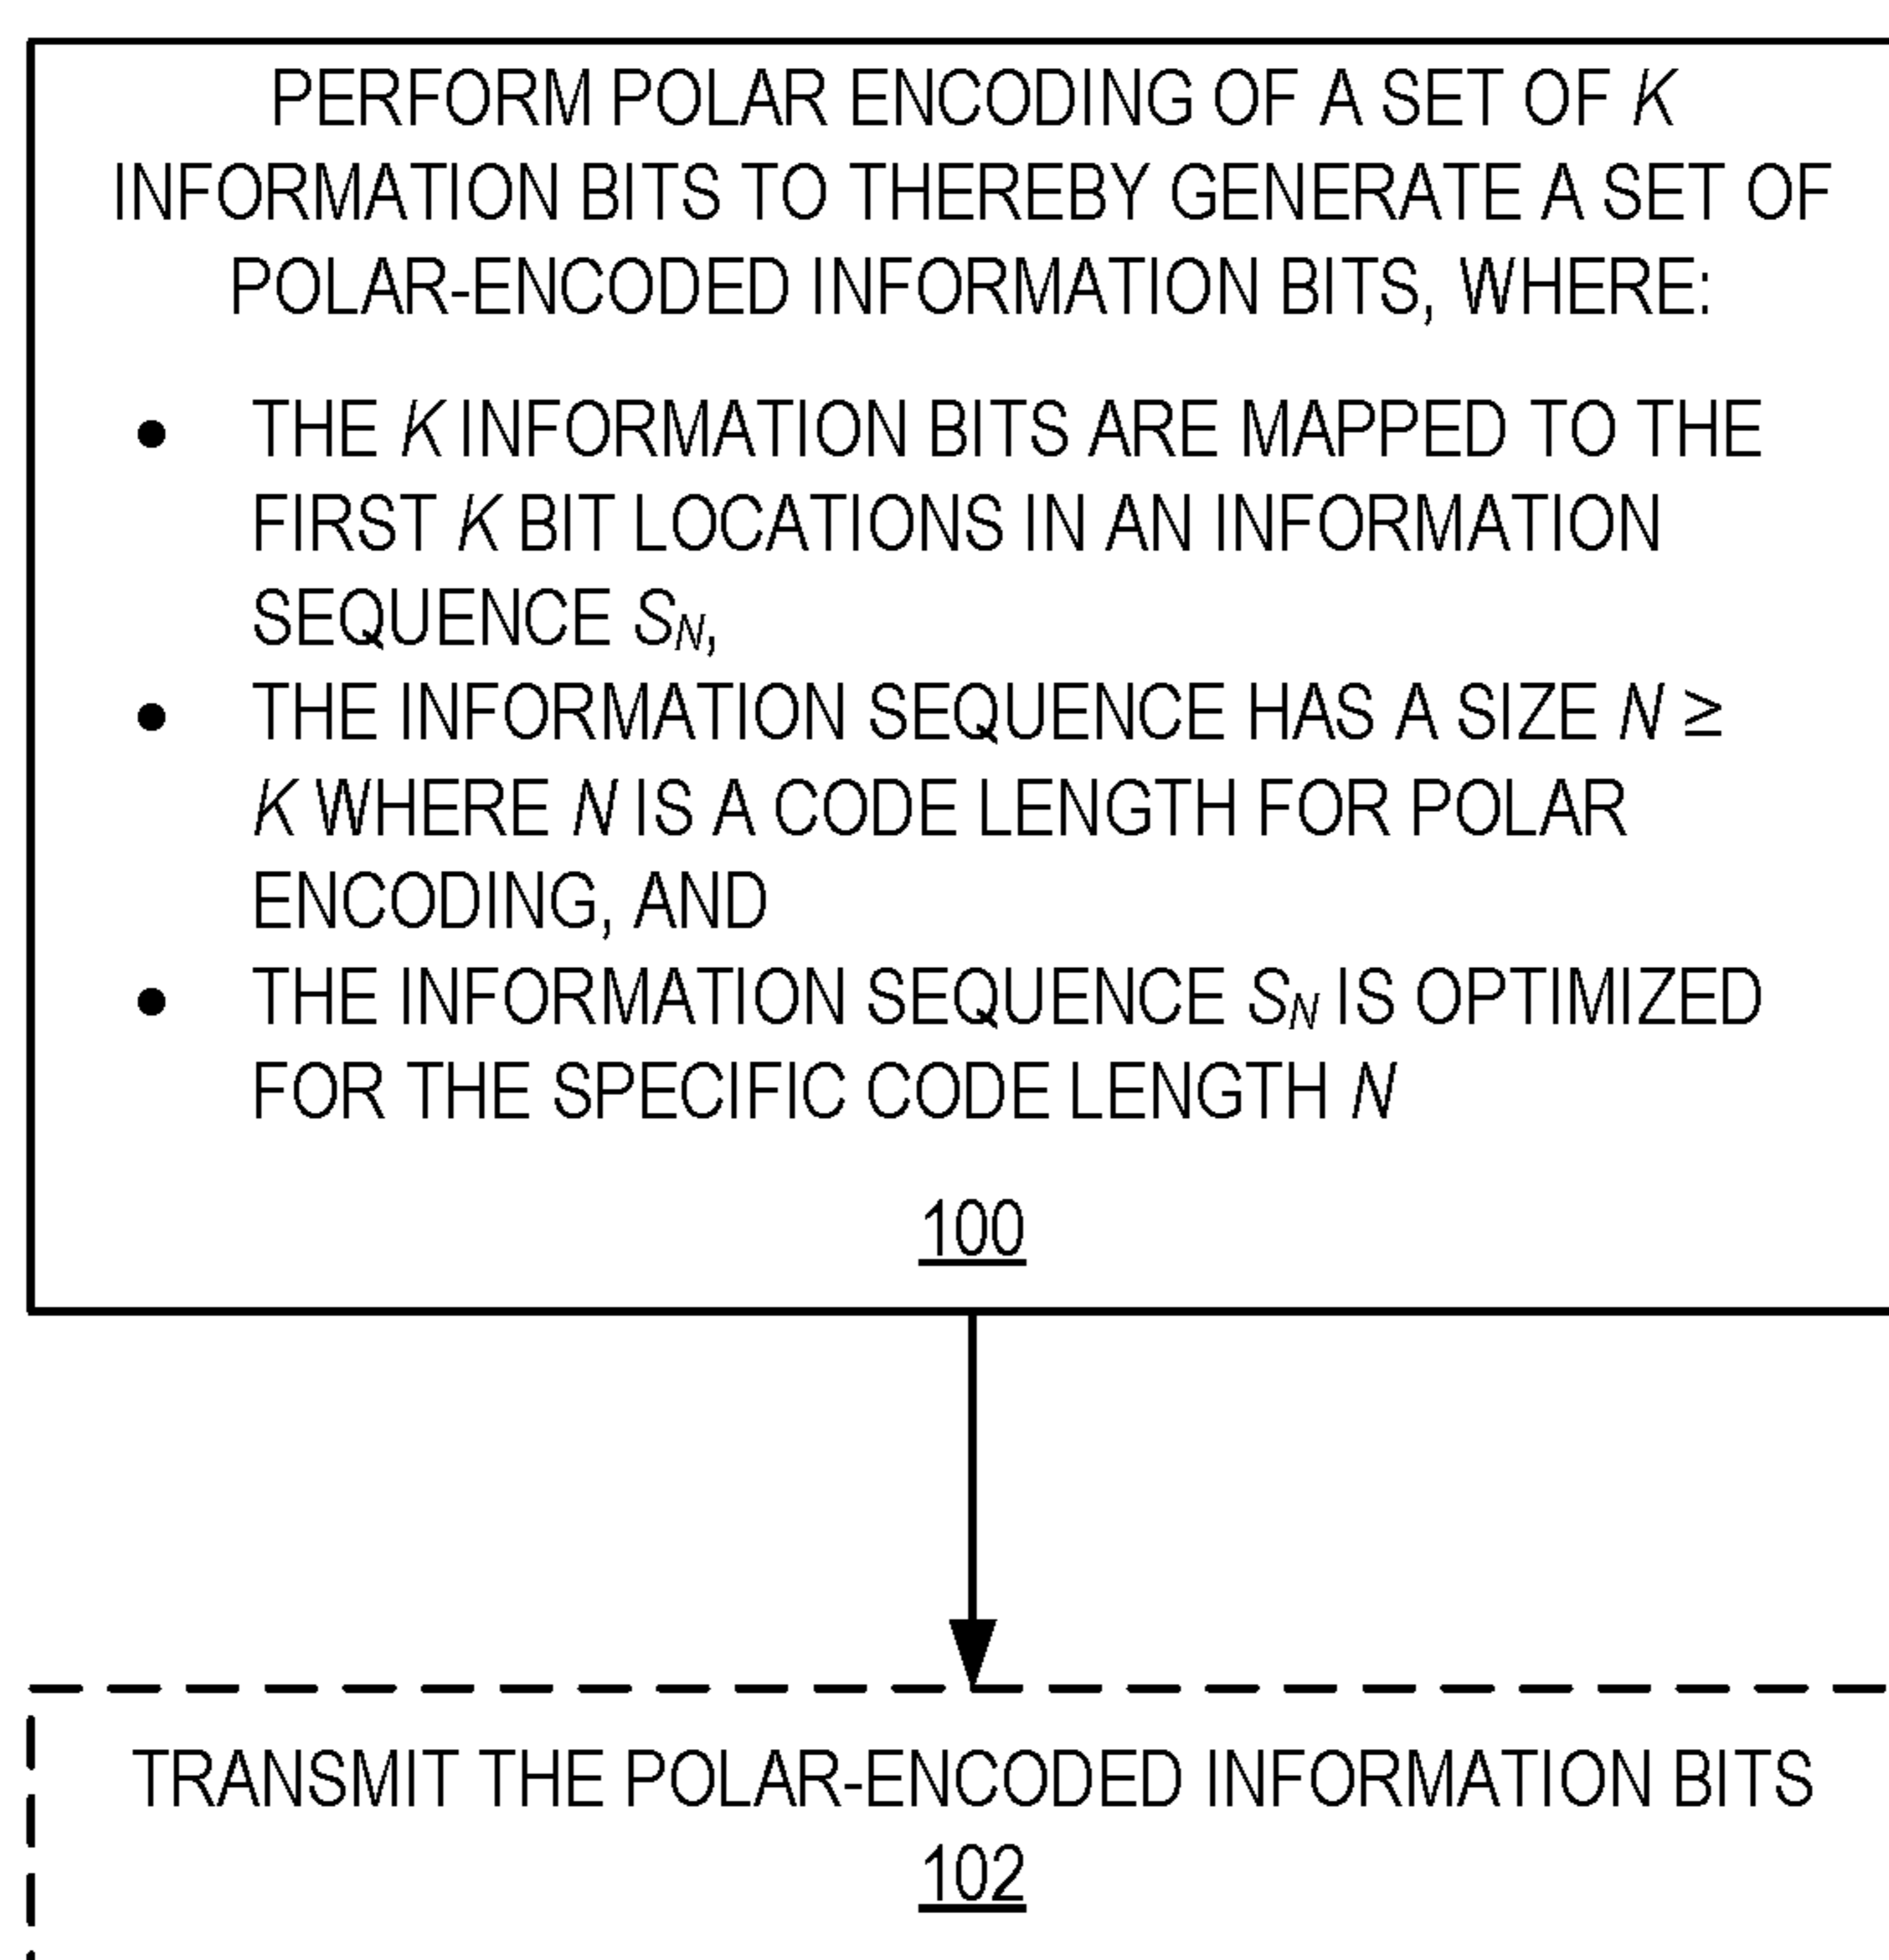 PERFORM POLAR ENCODING OF A SET OF K
INFORMATION BITS TO THEREBY GENERATE A SET OF
POLAR-ENCODED INFORMATION BITS, WHERE:
• THE K INFORMATION BITS ARE MAPPED TO THE
FIRST K BIT LOCATIONS IN AN INFORMATION
SEQUENCE SN,
• THE INFORMATION SEQUENCE HAS A SIZE N ≥
K WHERE N IS A CODE LENGTH FOR POLAR
ENCODING, AND
• THE INFORMATION SEQUENCE SN IS OPTIMIZED
FOR THE SPECIFIC CODE LENGTH N
100
TRANSMIT THE POLAR-ENCODED INFORMATION BITS
102